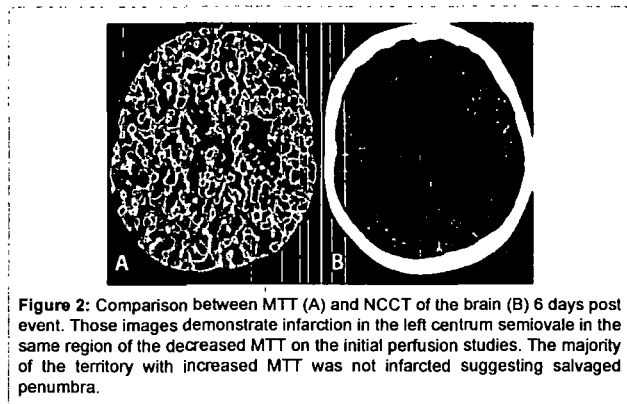 A B
Figure 2: Comparison between MTT (A) and NCCT of the brain (B) 6 days post
event. Those images demonstrate infarction in the left centrum semiovale in the
same region of the decreased MTT on the initial perfusion studies. The majority
of the territory with increased MTT was not infarcted suggesting salvaged
penumbra.